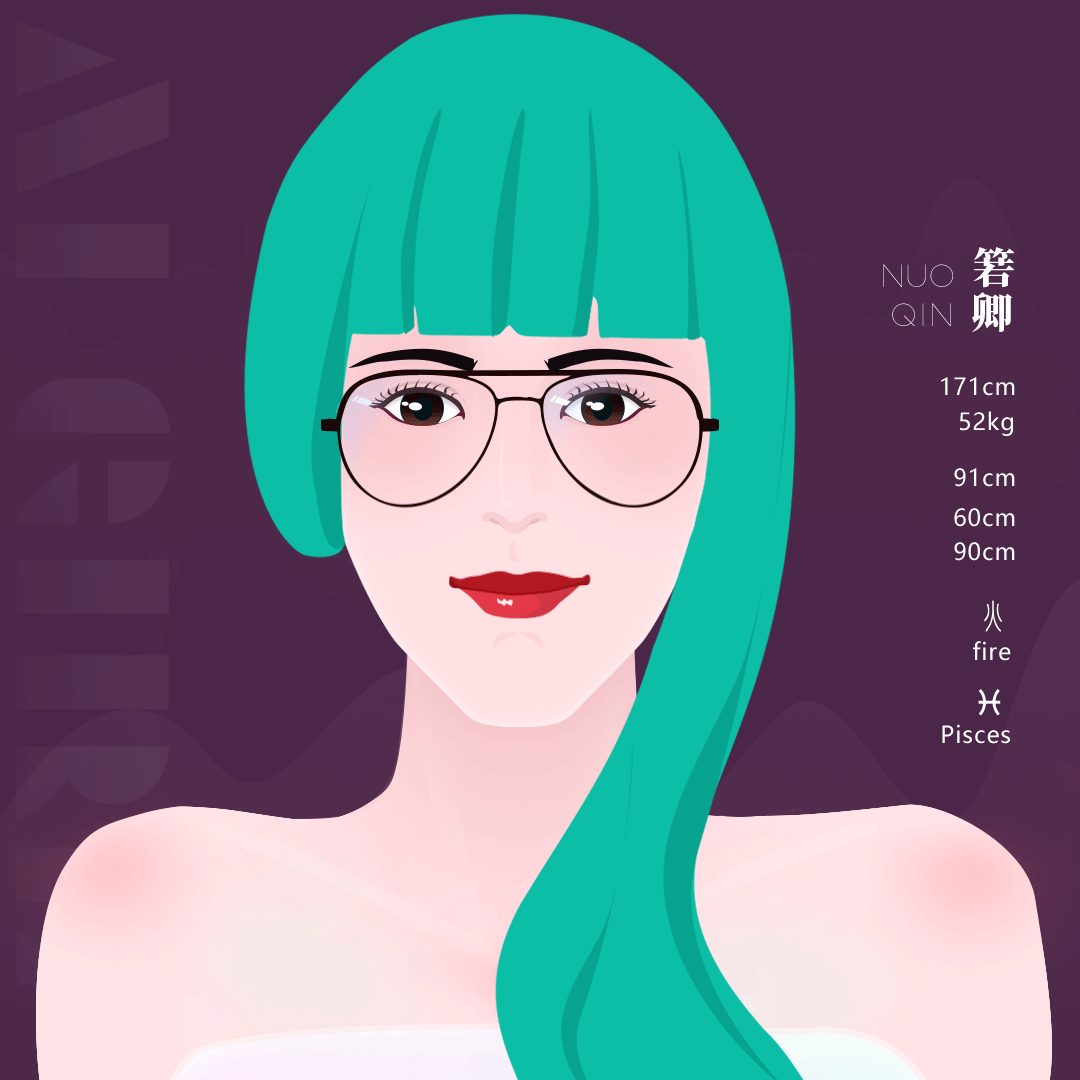 NUO
QIN
箬卿
171cm
52kg
91cm
60cm
90cm
火
fire
♓
Pisces